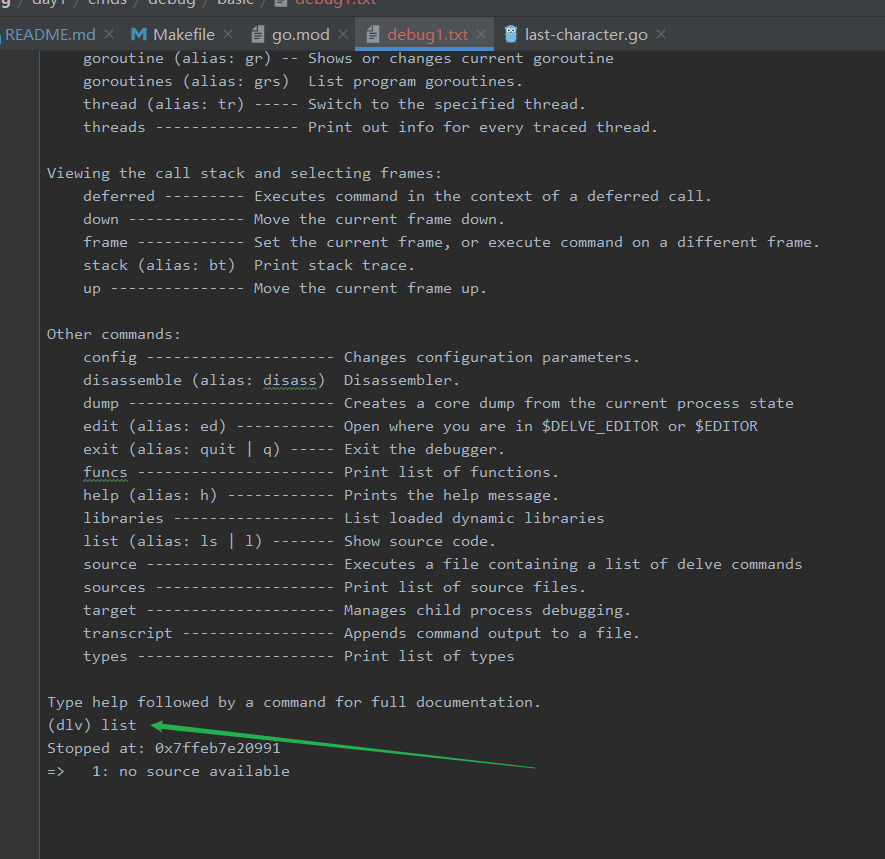 g / day1 / cmds / debug / basic / debug1.txt
README.md × Makefile × go.mod × debug1.txt × last-character.go ×
goroutine (alias: gr) -- Shows or changes current goroutine
goroutines (alias: grs)  List program goroutines.
thread (alias: tr) ----- Switch to the specified thread.
threads ---------------- Print out info for every traced thread.
Viewing the call stack and selecting frames:
deferred --------- Executes command in the context of a deferred call.
down ------------- Move the current frame down.
frame ------------ Set the current frame, or execute command on a different frame.
stack (alias: bt)  Print stack trace.
up --------------- Move the current frame up.
Other commands:
config --------------------- Changes configuration parameters.
disassemble (alias: disass)  Disassembler.
dump ----------------------- Creates a core dump from the current process state
edit (alias: ed) ----------- Open where you are in $DELVE_EDITOR or $EDITOR
exit (alias: quit | q) ----- Exit the debugger.
funcs ---------------------- Print list of functions.
help (alias: h) ------------ Prints the help message.
libraries ------------------ List loaded dynamic libraries
list (alias: ls | l) ------- Show source code.
source --------------------- Executes a file containing a list of delve commands
sources -------------------- Print list of source files.
target --------------------- Manages child process debugging.
transcript ----------------- Appends command output to a file.
types ---------------------- Print list of types
Type help followed by a command for full documentation.
(dlv) list
Stopped at: 0x7ffeb7e20991
=>   1: no source available